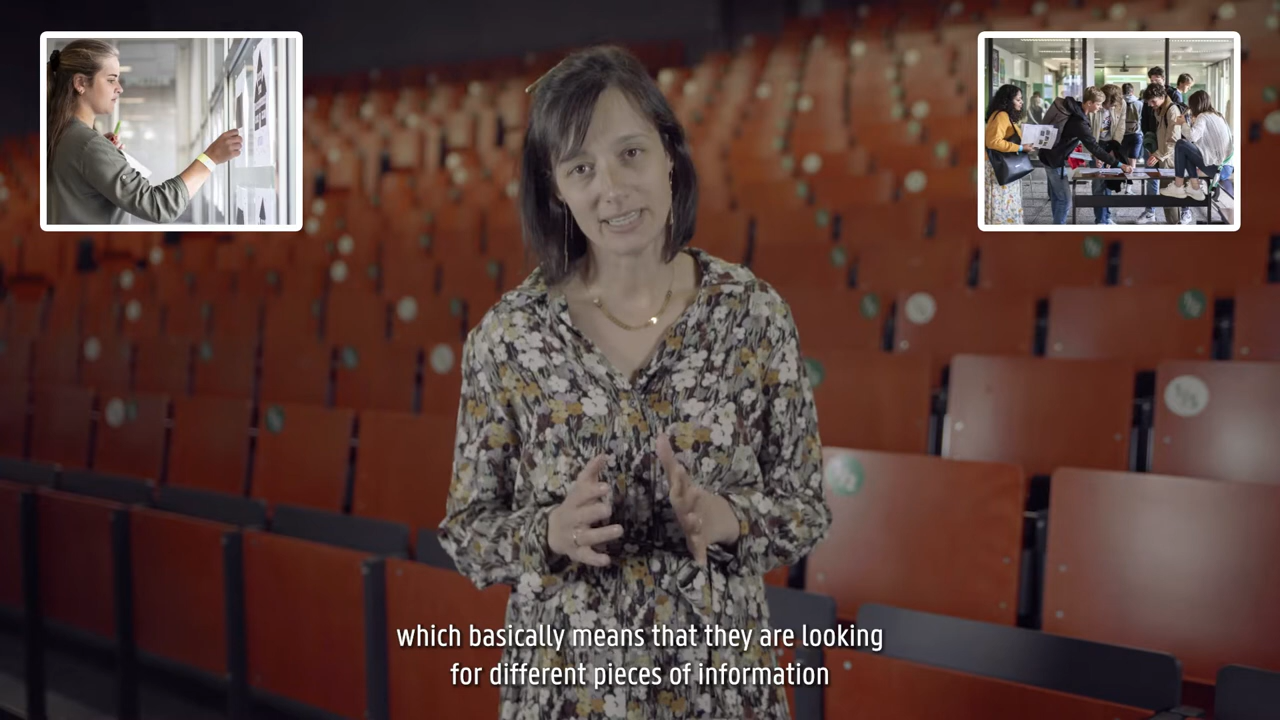 which basically means that they are looking
for different pieces of information